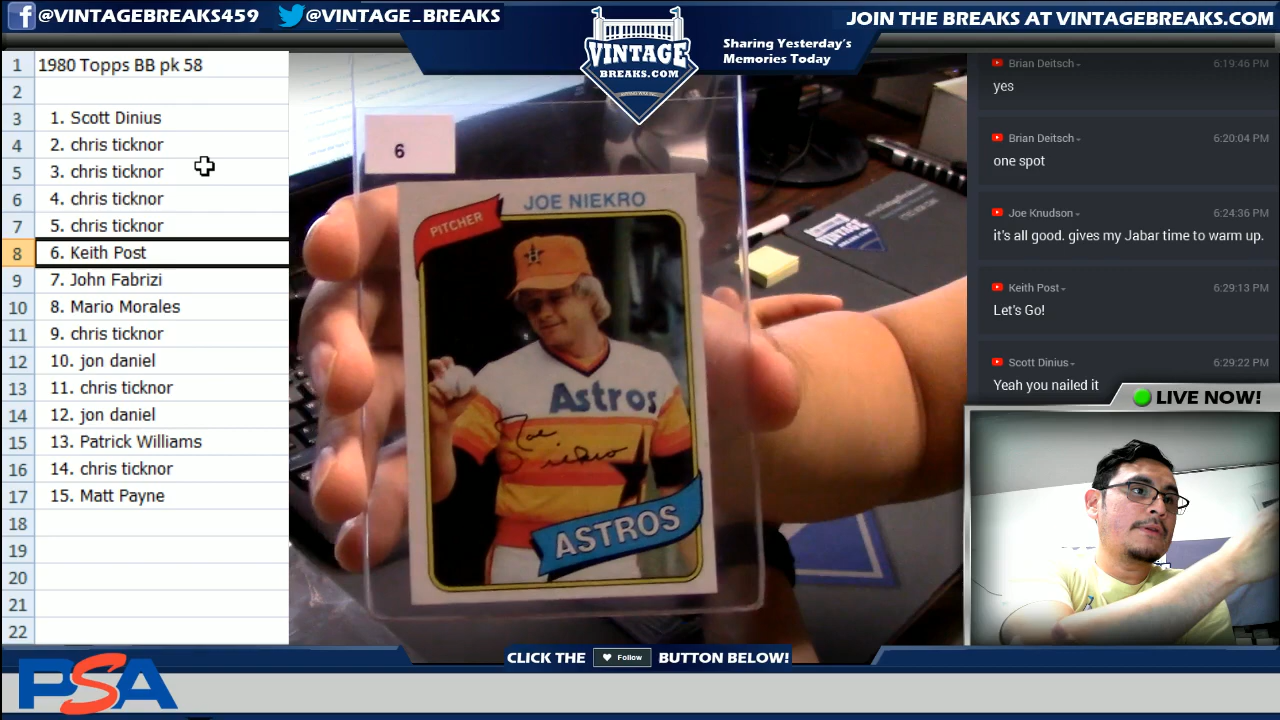 @VINTAGEBREAKS459
@VINTAGE_BREAKS
VINTAGE
BREAKS.COM
Sharing Yesterday's
Memories Today
JOIN THE BREAKS AT VINTAGEBREAKS.COM
1 1980 Topps BB pk 58
2
3 1. Scott Dinius
4 2. chris ticknor
5 3. chris ticknor
6 4. chris ticknor
7 5. chris ticknor
8 6. Keith Post
9 7. John Fabrizi
10 8. Mario Morales
11 9. chris ticknor
12 10. jon daniel
13 11. chris ticknor
14 12. jon daniel
15 13. Patrick Williams
16 14. chris ticknor
17 15. Matt Payne
18
19
20
21
22
6
PITCHER
JOE NIEKRO
Astros
Joe
Niekro
ASTROS
VINTAGE
Brian Deitsch 6:19:46 PM
yes
Brian Deitsch 6:20:04 PM
one spot
Joe Knudson 6:24:36 PM
it's all good. gives my Jabar time to warm up.
Keith Post 6:29:13 PM
Let's Go!
Scott Dinius 6:29:22 PM
Yeah you nailed it
LIVE NOW!
CLICK THE Follow BUTTON BELOW!
PSA